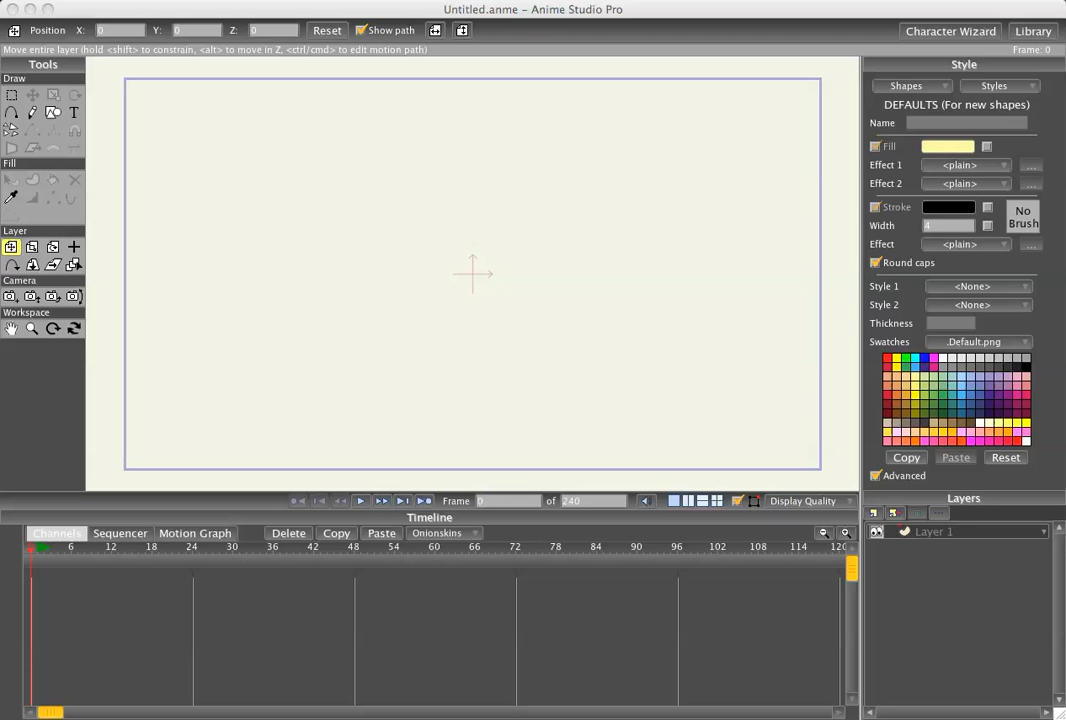 Untitled.anme – Anime Studio Pro
Position X: 0 Y: 0 Z: 0 Reset Show path Character Wizard Library
Move entire layer (hold <shift> to constrain, <alt> to move in Z, <ctrl/cmd> to edit motion path) Frame: 0
Tools
Draw
T
Fill
Layer
Camera
Workspace
Style
Shapes Styles
DEFAULTS (For new shapes)
Name
Fill
Effect 1 <plain> ...
Effect 2 <plain> ...
Stroke
No Brush
Width 4
Effect <plain> ...
Round caps
Style 1 <None>
Style 2 <None>
Thickness
Swatches .Default.png
Copy Paste Reset
Advanced
Frame 0 of 240 Display Quality
Timeline
Channels Sequencer Motion Graph Delete Copy Paste Onionskins
6 12 18 24 30 36 42 48 54 60 66 72 78 84 90 96 102 108 114 120
Layers
Layer 1